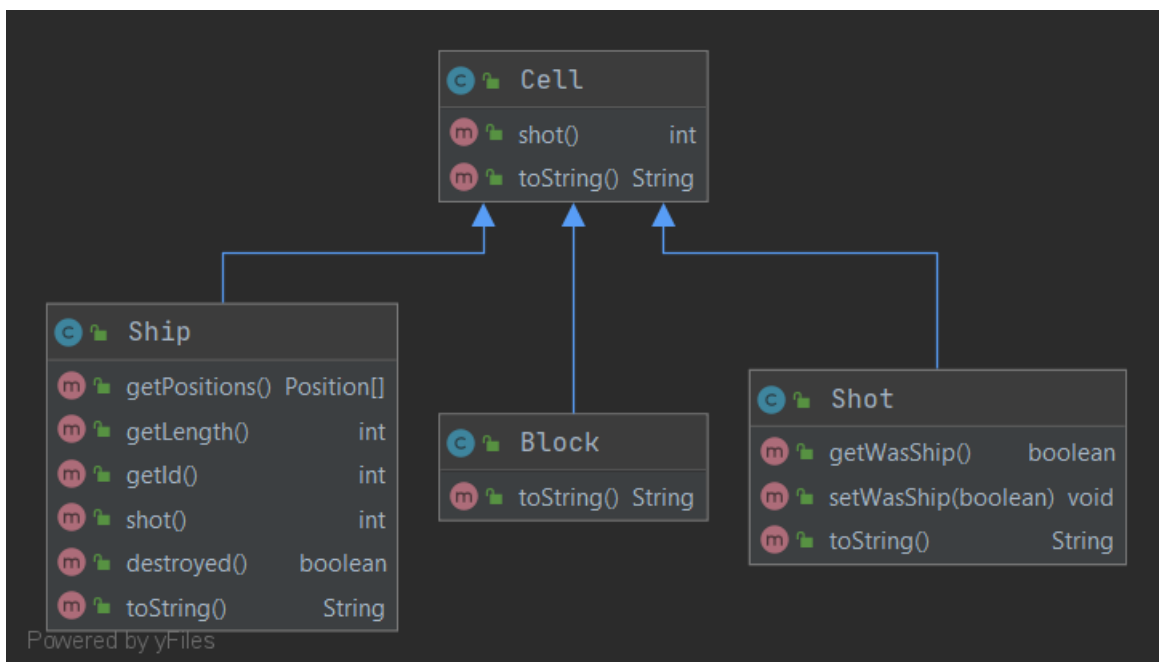 Cell
shot() int
toString() String
Ship
getPositions() Position[]
getLength() int
getId() int
shot() int
destroyed() boolean
toString() String
Block
toString() String
Shot
getWasShip() boolean
setWasShip(boolean) void
toString() String
Powered by yFiles